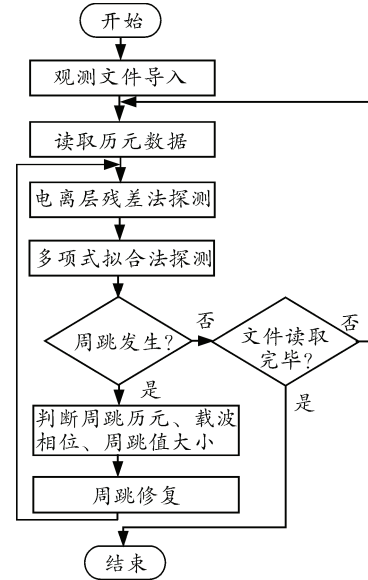 开始
观测文件导入
读取历元数据
电离层残差法探测
多项式拟合法探测
周跳发生?
否
文件读取
完毕?
否
是
是
判断周跳历元、载波
相位、周跳值大小
周跳修复
结束